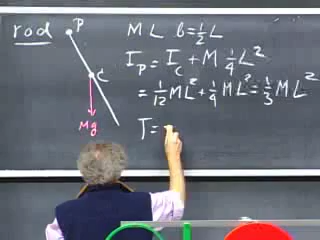 rod M L b = ½ L
P
I_P = I_C + M ¼ L²
C
= 1/12 ML² + ¼ ML² = ⅓ ML²
Mg
T =